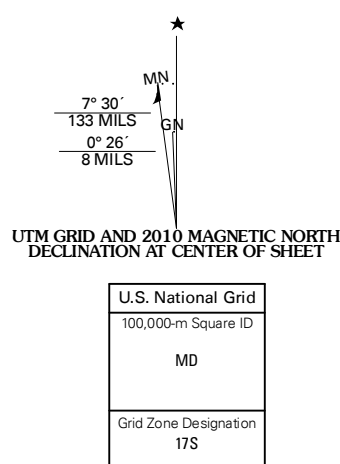 ★
MN
7° 30´
133 MILS
GN
0° 26´
8 MILS
UTM GRID AND 2010 MAGNETIC NORTH
DECLINATION AT CENTER OF SHEET
U.S. National Grid
100,000-m Square ID
MD
Grid Zone Designation
17S